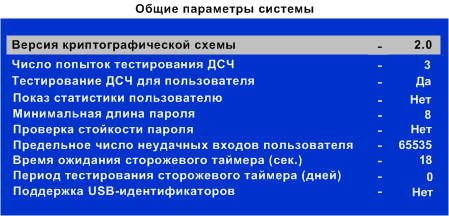 Общие параметры системы
Версия криптографической схемы - 2.0
Число попыток тестирования ДСЧ - 3
Тестирование ДСЧ для пользователя - Да
Показ статистики пользователю - Нет
Минимальная длина пароля - 8
Проверка стойкости пароля - Нет
Предельное число неудачных входов пользователя - 65535
Время ожидания сторожевого таймера (сек.) - 18
Период тестирования сторожевого таймера (дней) - 0
Поддержка USB-идентификаторов - Нет